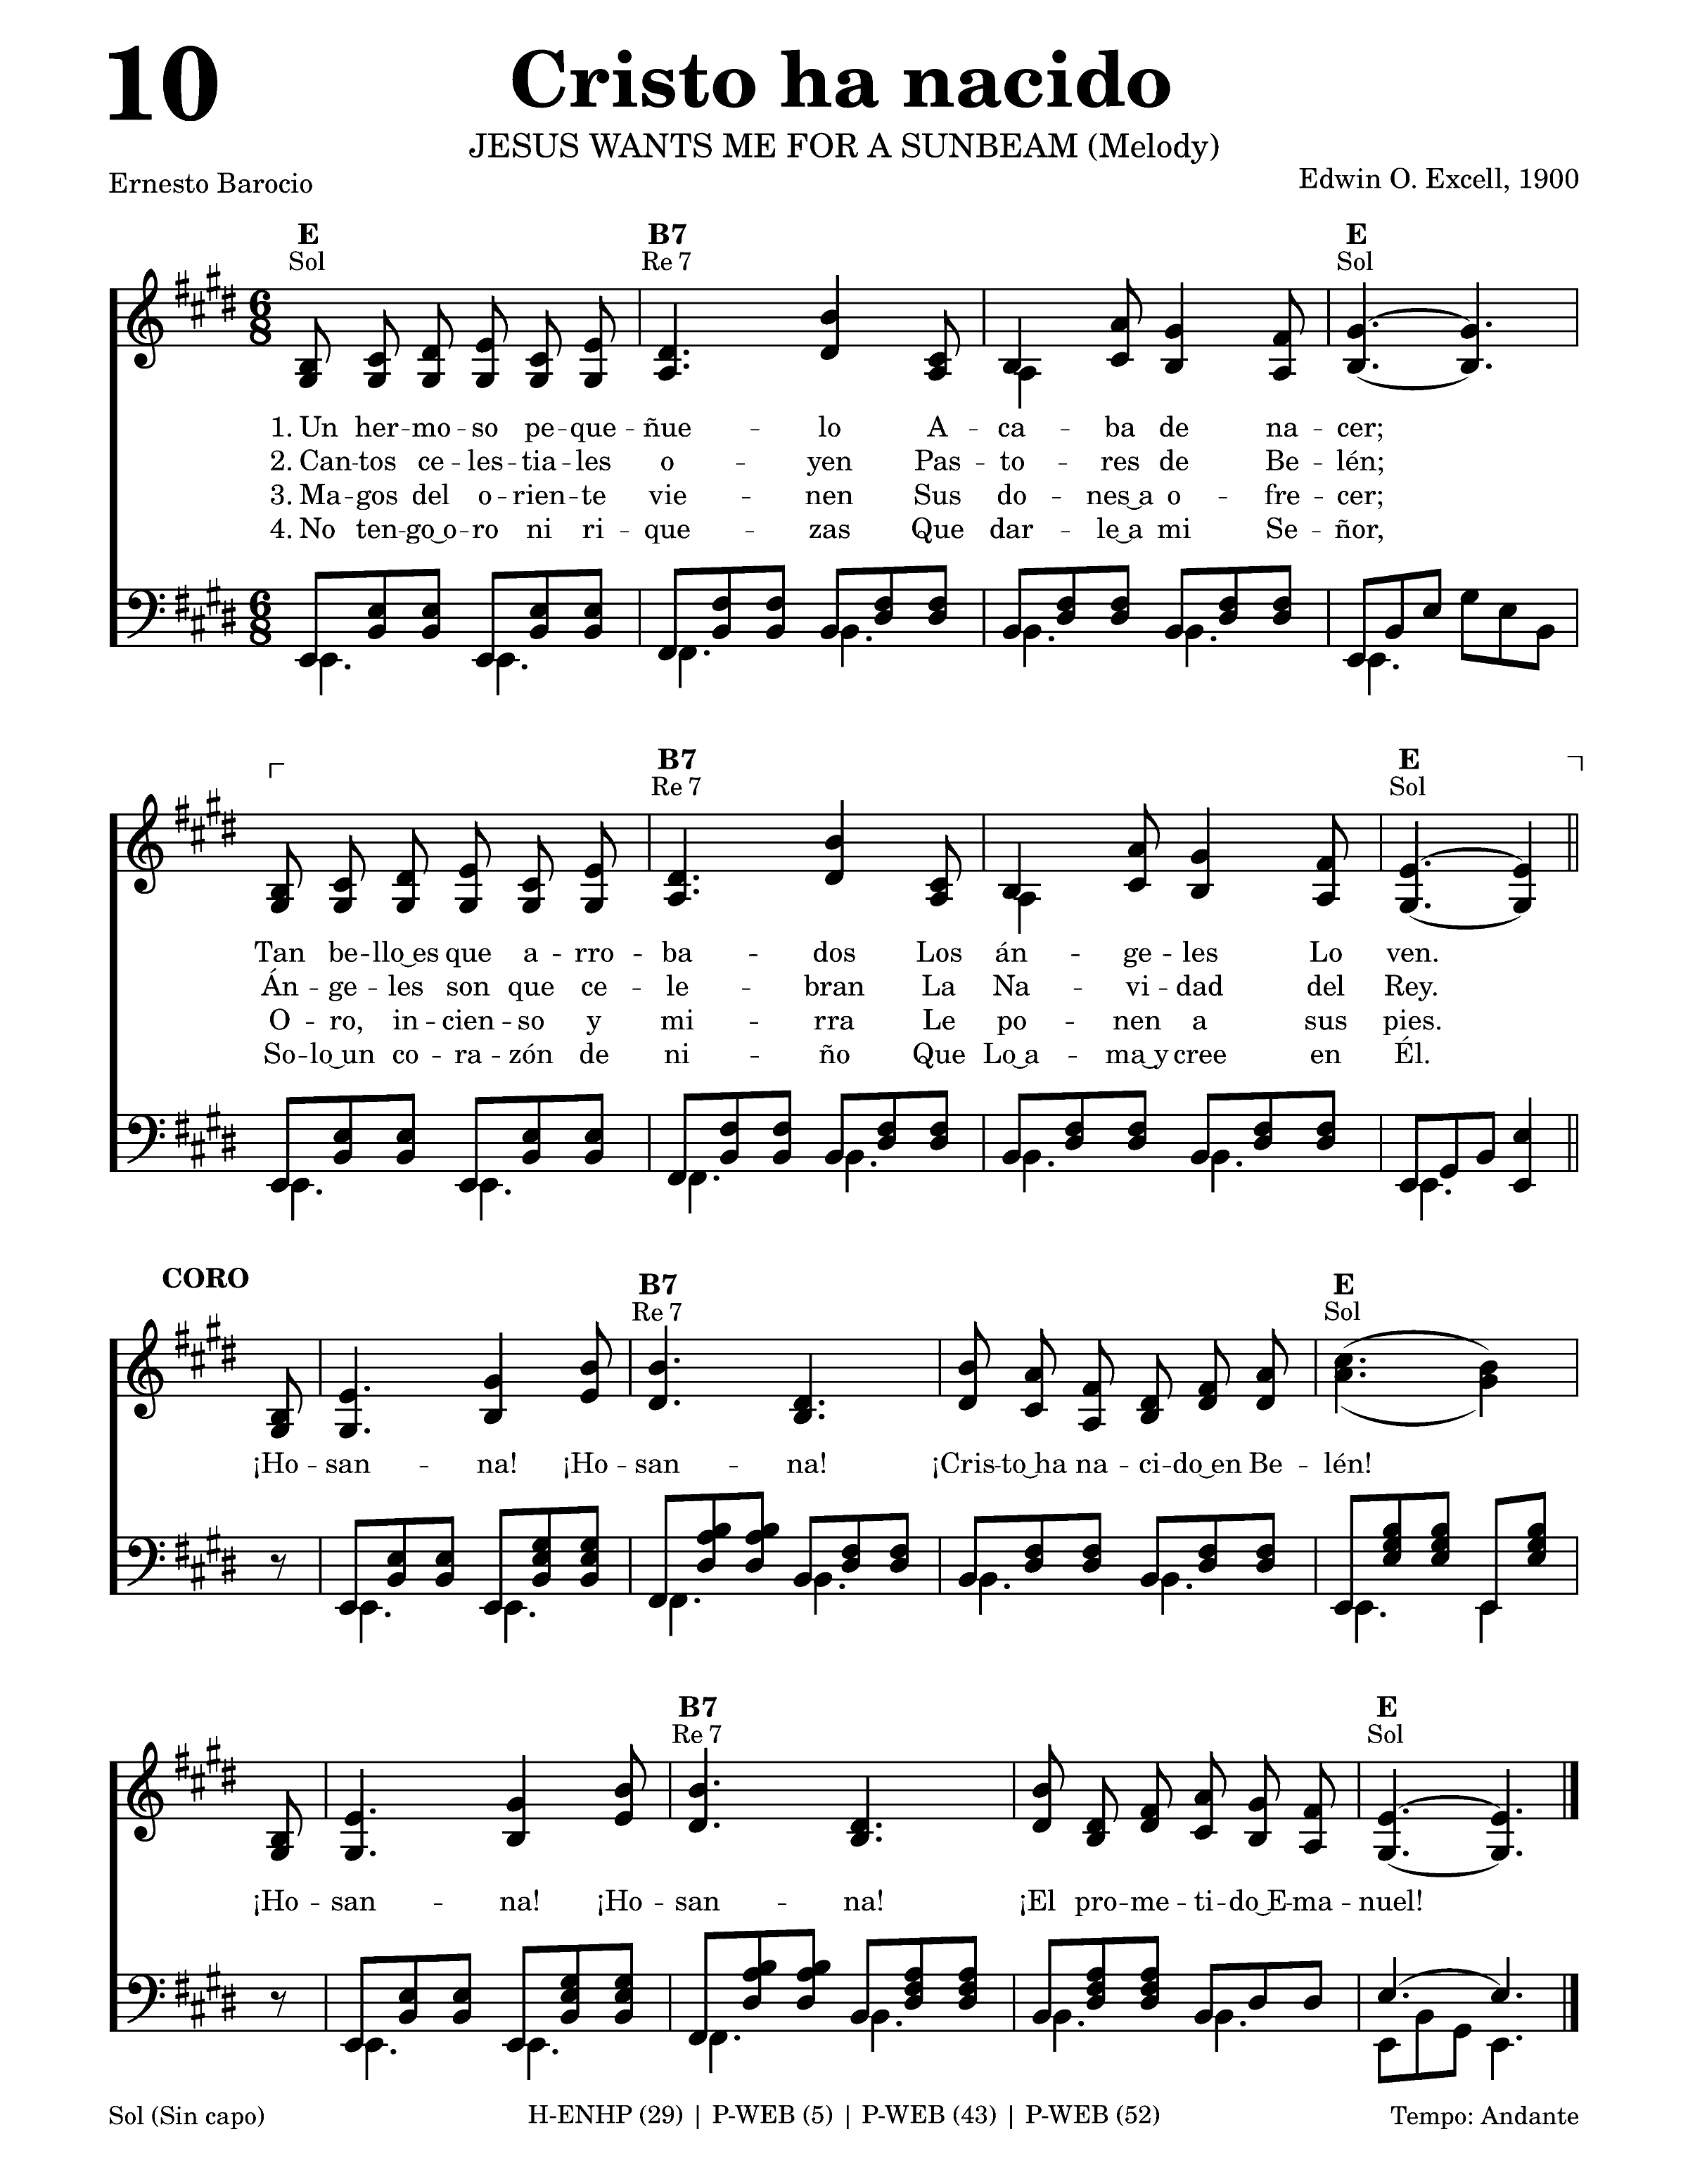 10
Cristo ha nacido
JESUS WANTS ME FOR A SUNBEAM (Melody)
Ernesto Barocio
Edwin O. Excell, 1900
E B7 E
Sol Re 7 Sol
6 8
1. Un her – mo – so pe – que – ñue – lo A – ca – ba de na – cer;
2. Can – tos ce – les – tia – les o – yen Pas – to – res de Be – lén;
3. Ma – gos del o – rien – te vie – nen Sus do – nes‿a o – fre – cer;
4. No ten – go‿o – ro ni ri – que – zas Que dar – le‿a mi Se – ñor,
6 8
B7 E
Re 7 Sol
Tan be – llo‿es que a – rro – ba – dos Los án – ge – les Lo ven.
Án – ge – les son que ce – le – bran La Na – vi – dad del Rey.
O – ro, in – cien – so y mi – rra Le po – nen a sus pies.
So – lo‿un co – ra – zón de ni – ño Que Lo‿a – ma‿y cree en Él.
CORO
B7 E
Re 7 Sol
¡Ho – san – na! ¡Ho – san – na! ¡Cris – to‿ha na – ci – do‿en Be – lén!
B7 E
Re 7 Sol
¡Ho – san – na! ¡Ho – san – na! ¡El pro – me – ti – do‿E – ma – nuel!
Sol (Sin capo)
H-ENHP (29) | P-WEB (5) | P-WEB (43) | P-WEB (52)
Tempo: Andante